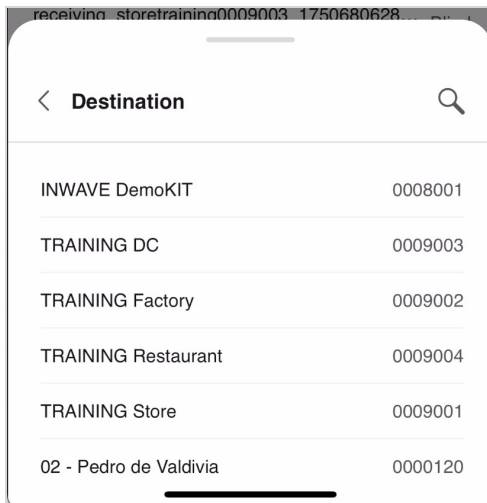 receiving_storetraining0009003_1750680628...
Destination
INWAVE DemoKIT 0008001
TRAINING DC 0009003
TRAINING Factory 0009002
TRAINING Restaurant 0009004
TRAINING Store 0009001
02 - Pedro de Valdivia 0000120